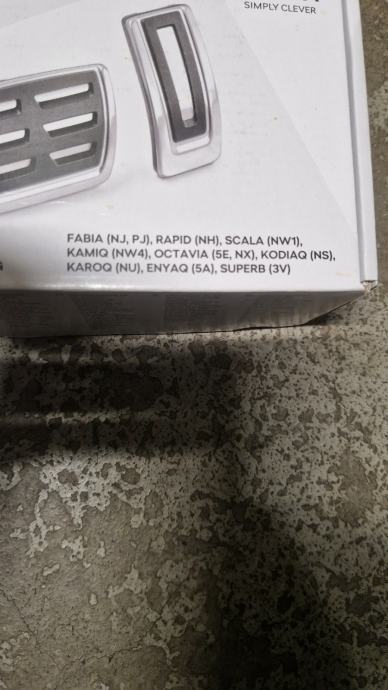 SIMPLY CLEVER
FABIA (NJ, PJ), RAPID (NH), SCALA (NW1),
KAMIQ (NW4), OCTAVIA (5E, NX), KODIAQ (NS),
KAROQ (NU), ENYAQ (5A), SUPERB (3V)